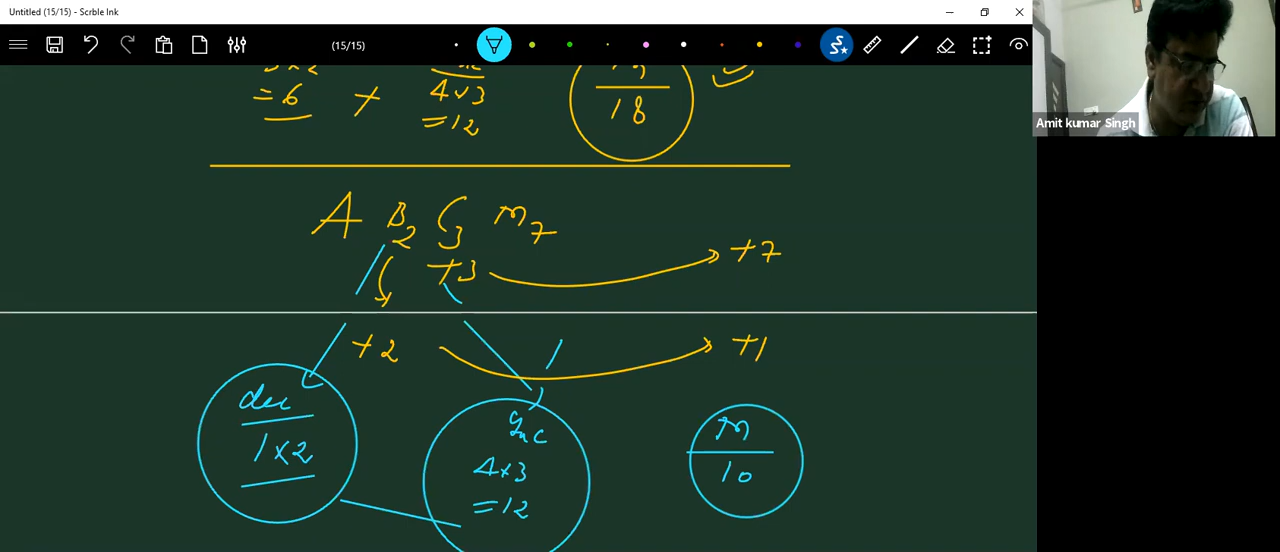 Untitled (15/15) - Scrble Ink
(15/15)
= 6 + 4×3
= 12
18
Amit kumar Singh
A B2 C3 M7
+3 +7
+2 +1
dec
1×2
Inc
4×3
= 12
M
10